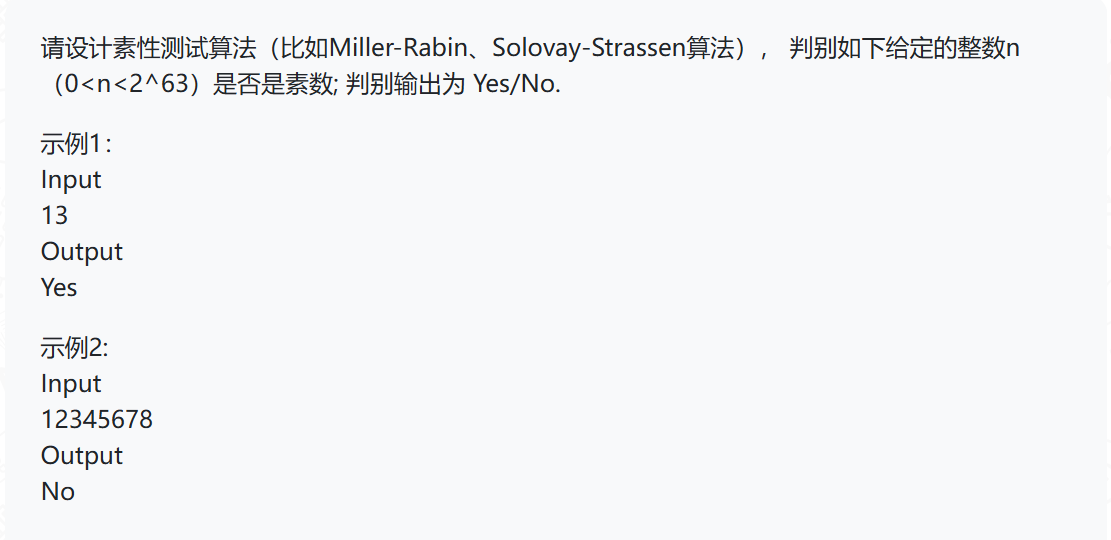 请设计素性测试算法（比如Miller-Rabin、Solovay-Strassen算法）， 判别如下给定的整数n
（0<n<2^63）是否是素数; 判别输出为 Yes/No.
示例1：
Input
13
Output
Yes
示例2:
Input
12345678
Output
No